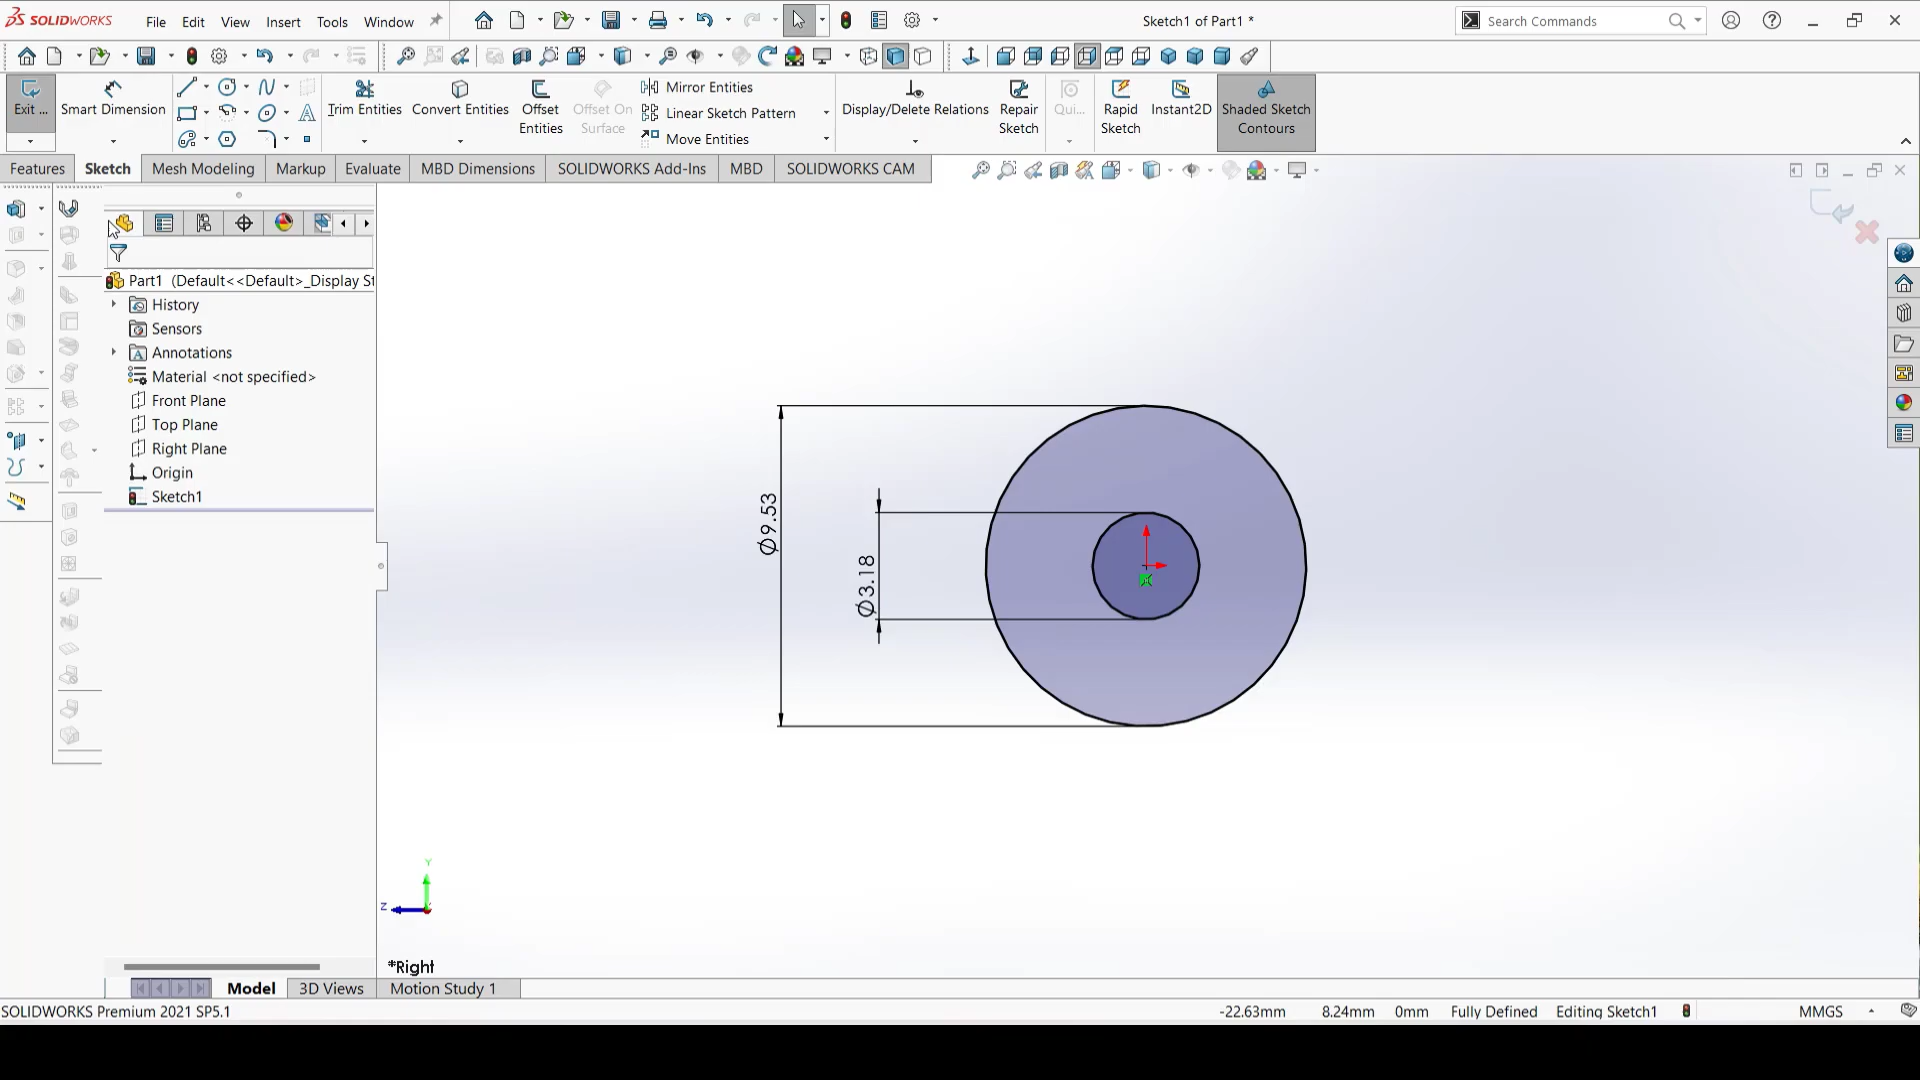 SOLIDWORKS File Edit View Insert Tools Window Sketch1 of Part1 * Search Commands
Exit ... Smart Dimension Trim Entities Convert Entities Offset Entities Offset On Surface Mirror Entities Linear Sketch Pattern Move Entities Display/Delete Relations Repair Sketch Qui... Rapid Sketch Instant2D Shaded Sketch Contours
Features Sketch Mesh Modeling Markup Evaluate MBD Dimensions SOLIDWORKS Add-Ins MBD SOLIDWORKS CAM
Part1 (Default<<Default>_Display St
History
Sensors
Annotations
Material <not specified>
Front Plane
Top Plane
Right Plane
Origin
Sketch1
Ø9.53
Ø3.18
Y
Z
*Right
Model 3D Views Motion Study 1
SOLIDWORKS Premium 2021 SP5.1 -22.63mm 8.24mm 0mm Fully Defined Editing Sketch1 MMGS